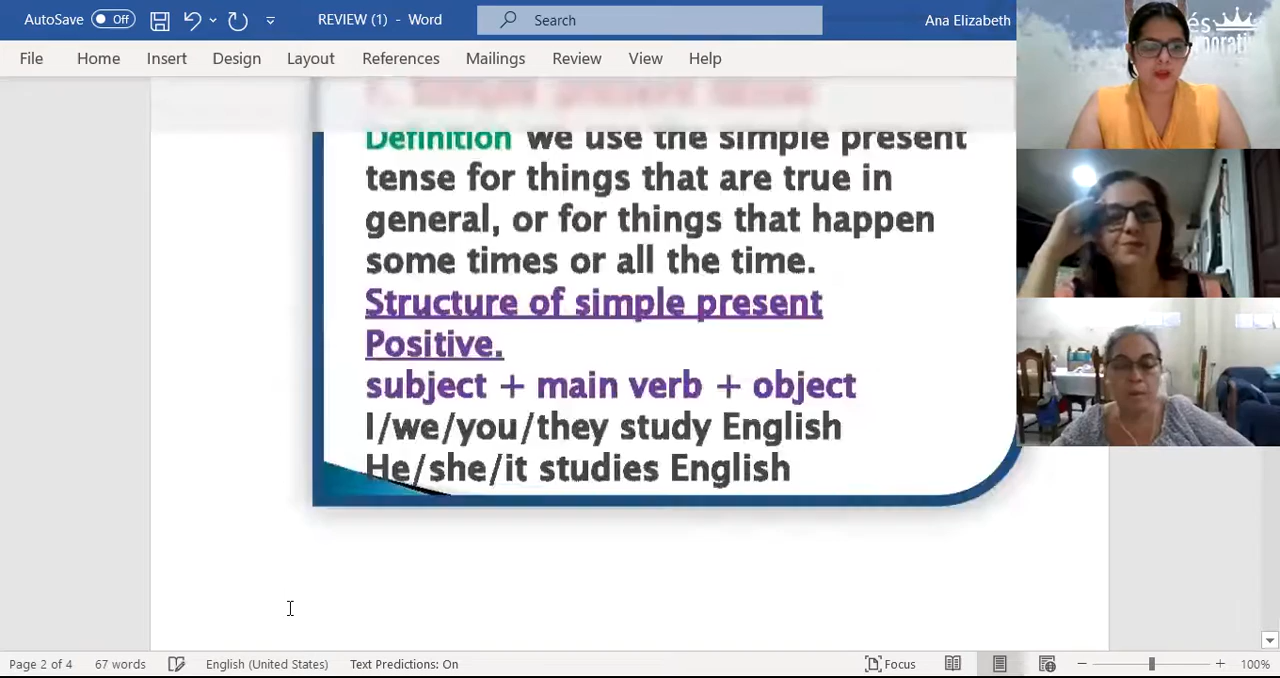 AutoSave Off REVIEW (1) - Word Search Ana Elizabeth
File Home Insert Design Layout References Mailings Review View Help
Definition We use the simple present
tense for things that are true in
general, or for things that happen
some times or all the time.
Structure of simple present
Positive.
subject + main verb + object
I/we/you/they study English
He/she/it studies English
Page 2 of 4 67 words English (United States) Text Predictions: On Focus 100%